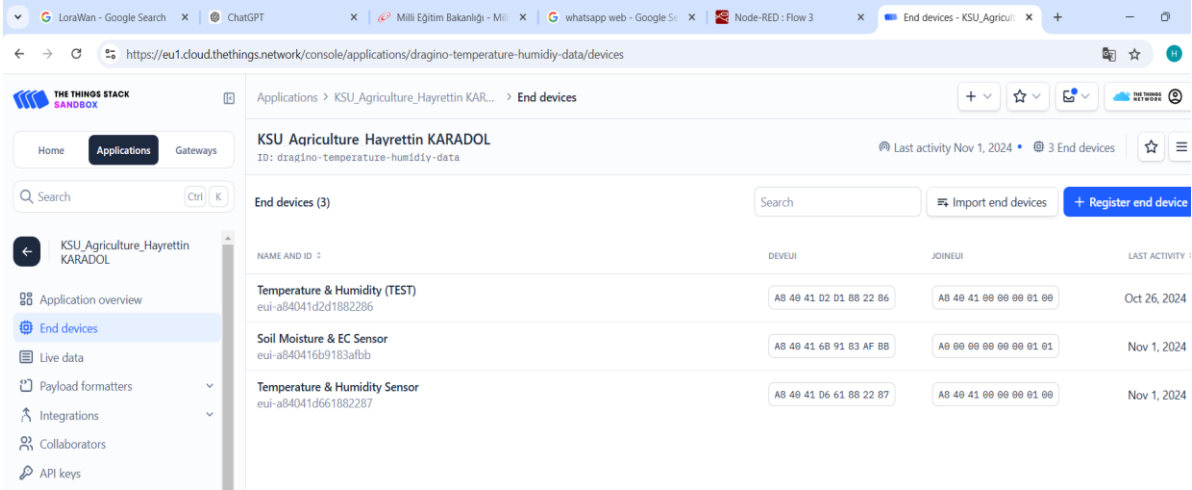 LoraWan - Google Search
ChatGPT
Milli Eğitim Bakanlığı - Mill
whatsapp web - Google Se
Node-RED : Flow 3
End devices - KSU_Agricult
https://eu1.cloud.thethings.network/console/applications/dragino-temperature-humidiy-data/devices
H
THE THINGS STACK
SANDBOX
Applications > KSU_Agriculture_Hayrettin KAR... > End devices
THE THINGS
NETWORK
Home Applications Gateways
KSU_Agriculture_Hayrettin KARADOL
ID: dragino-temperature-humidiy-data
Last activity Nov 1, 2024 • 3 End devices
Search Ctrl K
End devices (3)
Search
Import end devices
+ Register end device
KSU_Agriculture_Hayrettin
KARADOL
NAME AND ID DEVEUI JOINEUI LAST ACTIVITY
Application overview
End devices
Live data
Payload formatters
Integrations
Collaborators
API keys
Temperature & Humidity (TEST)
eui-a84041d2d1882286
A8 40 41 D2 D1 88 22 86
A8 40 41 00 00 00 01 00
Oct 26, 2024
Soil Moisture & EC Sensor
eui-a840416b9183afbb
A8 40 41 6B 91 83 AF BB
A0 00 00 00 00 00 01 01
Nov 1, 2024
Temperature & Humidity Sensor
eui-a84041d661882287
A8 40 41 D6 61 88 22 87
A8 40 41 00 00 00 01 00
Nov 1, 2024